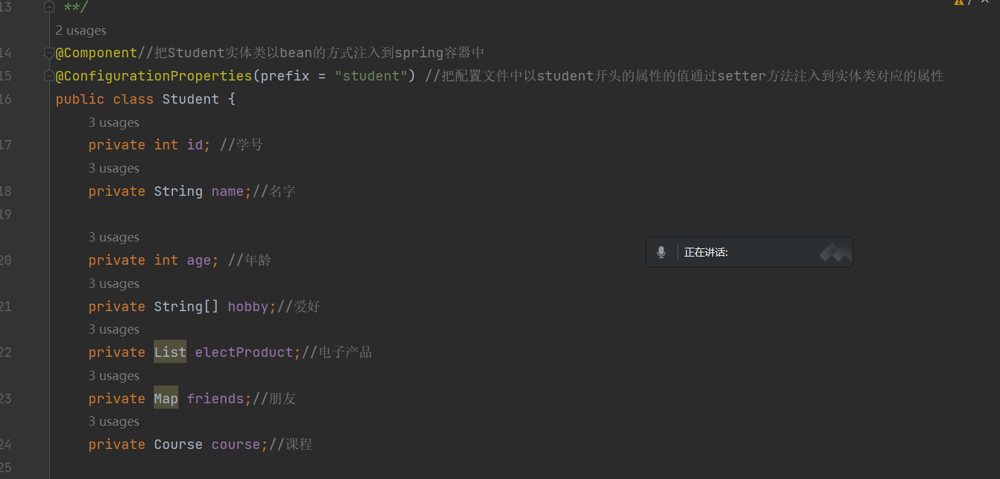 13 **/
2 usages
14 @Component//把Student实体类以bean的方式注入到spring容器中
15 @ConfigurationProperties(prefix = "student") //把配置文件中以student开头的属性的值通过setter方法注入到实体类对应的属性
16 public class Student {
3 usages
17 private int id; //学号
3 usages
18 private String name;//名字
19
3 usages
20 private int age; //年龄
3 usages
21 private String[] hobby;//爱好
正在讲话:
3 usages
22 private List electProduct;//电子产品
3 usages
23 private Map friends;//朋友
3 usages
24 private Course course;//课程
25